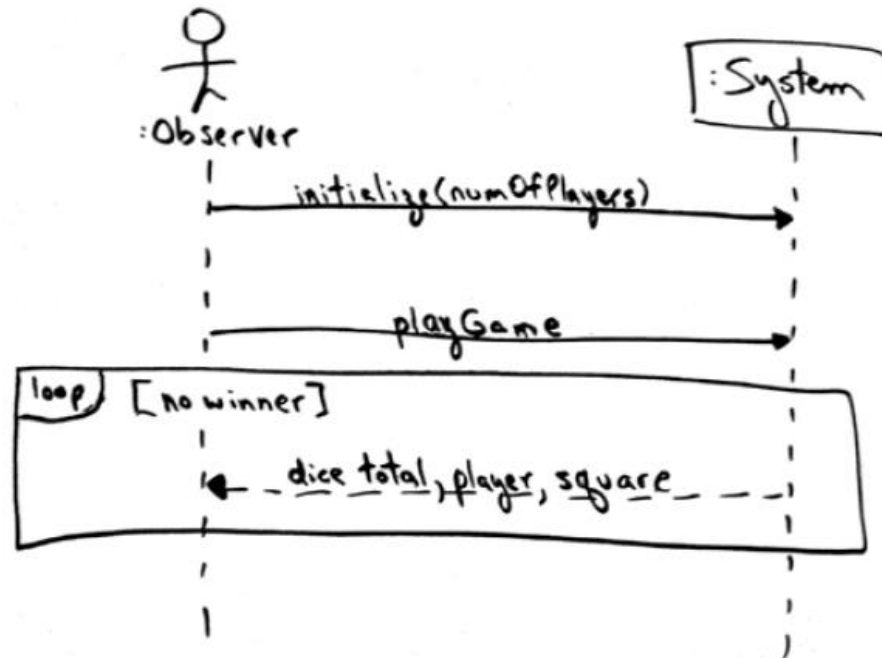 :System
:Observer
initialize(numOfPlayers)
playGame
loop [no winner]
dice total, player, square